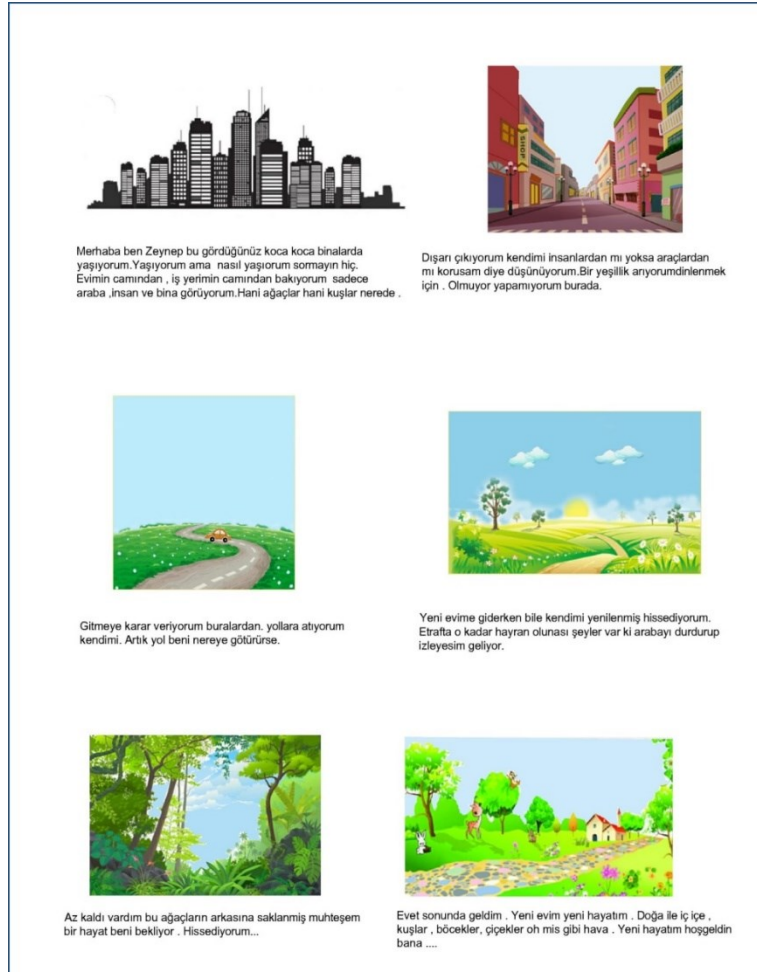 SHOP
Merhaba ben Zeynep bu gördüğünüz koca koca binalarda
yaşıyorum.Yaşıyorum ama nasıl yaşıorum sormayın hiç.
Evimin camından , iş yerimin camından bakıyorum sadece
araba ,insan ve bina görüyorum.Hani ağaçlar hani kuşlar nerede .
Dışarı çıkıyorum kendimi insanlardan mı yoksa araçlardan
mı korusam diye düşünüyorum.Bir yeşillik arıyorumdinlenmek
için . Olmuyor yapamıyorum burada.
Gitmeye karar veriyorum buralardan. yollara atıyorum
kendimi. Artık yol beni nereye götürürse.
Yeni evime giderken bile kendimi yenilenmiş hissediyorum.
Etrafta o kadar hayran olunası şeyler var ki arabayı durdurup
izleyesim geliyor.
Az kaldı vardım bu ağaçların arkasına saklanmış muhteşem
bir hayat beni bekliyor . Hissediyorum...
Evet sonunda geldim . Yeni evim yeni hayatım . Doğa ile iç içe ,
kuşlar , böcekler, çiçekler oh mis gibi hava . Yeni hayatım hoşgeldin
bana ....